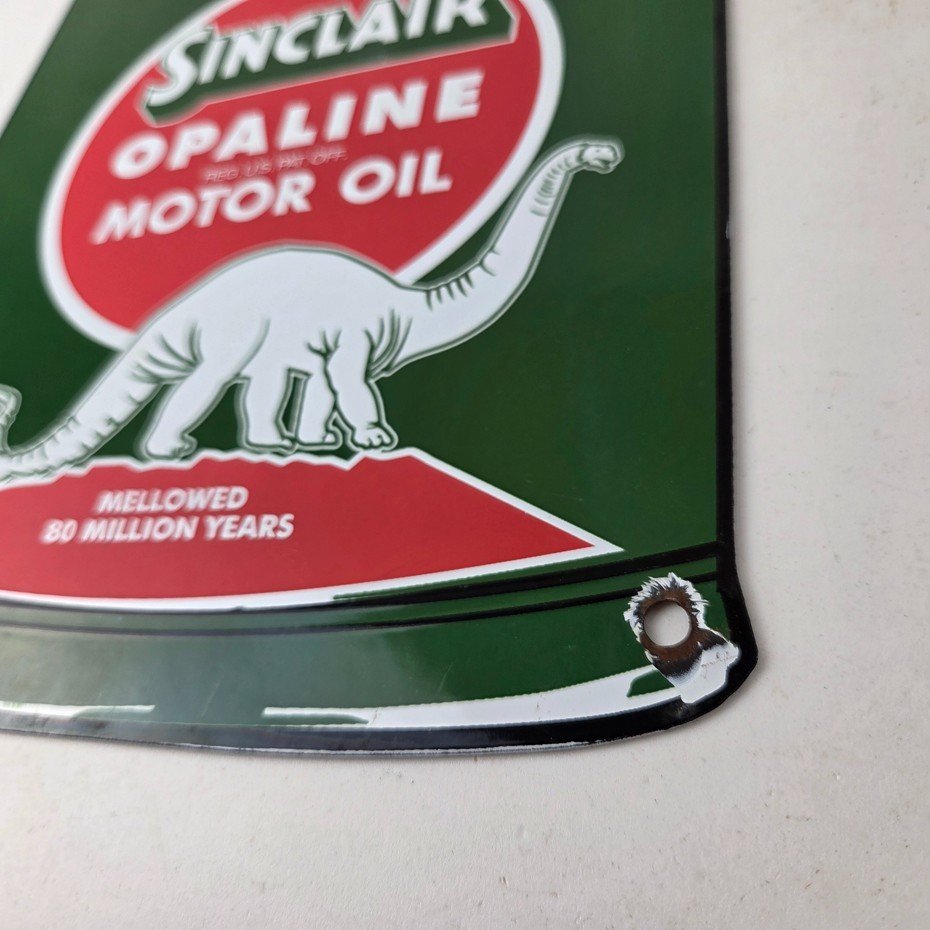 SINCLAIR
OPALINE
REG. U.S. PAT. OFF.
MOTOR OIL
MELLOWED
80 MILLION YEARS